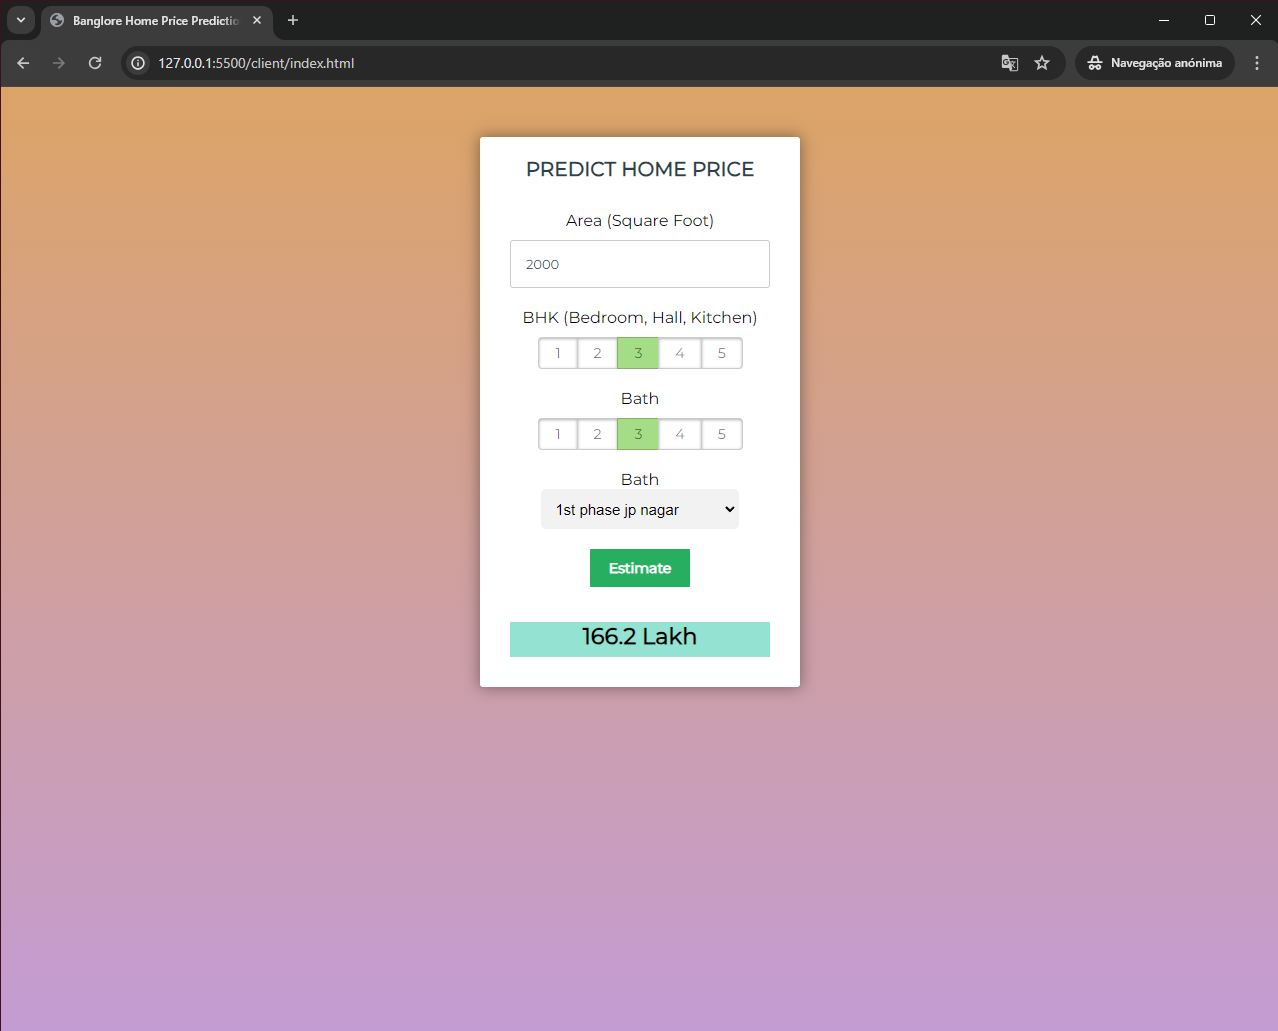 Banglore Home Price Predictio
127.0.0.1:5500/client/index.html
Navegação anónima
PREDICT HOME PRICE
Area (Square Foot)
2000
BHK (Bedroom, Hall, Kitchen)
1 2 3 4 5
Bath
1 2 3 4 5
Bath
1st phase jp nagar
Estimate
166.2 Lakh